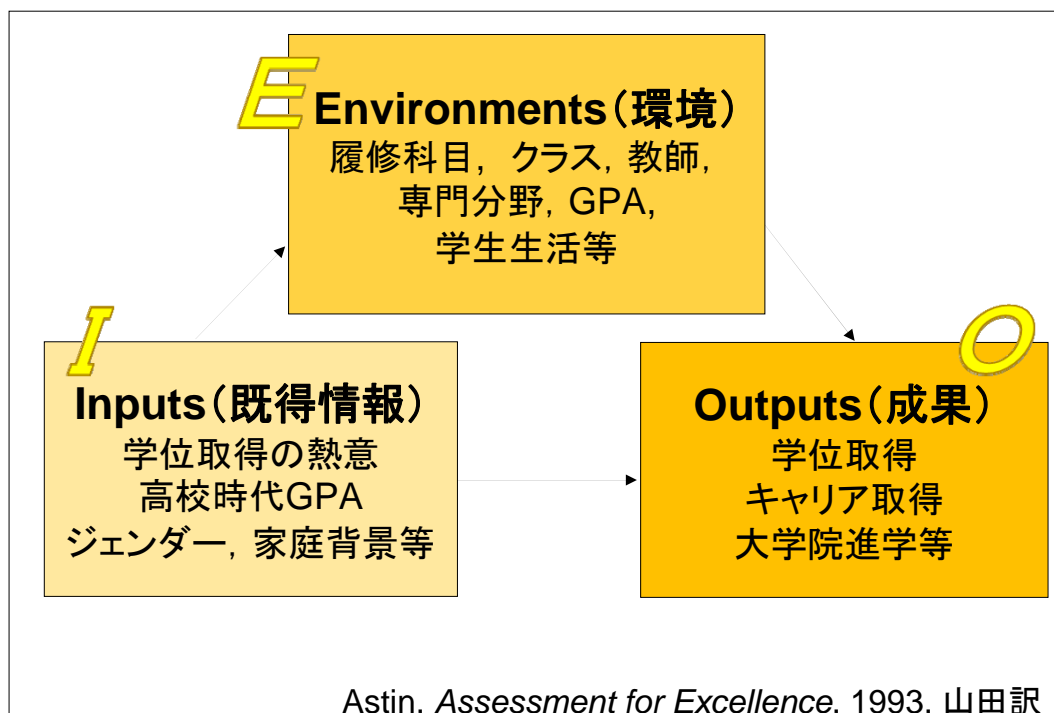 E
Environments（環境）
履修科目， クラス，教師，
専門分野，GPA，
学生生活等
I
Inputs（既得情報）
学位取得の熱意
高校時代GPA
ジェンダー，家庭背景等
O
Outputs（成果）
学位取得
キャリア取得
大学院進学等
Astin, Assessment for Excellence, 1993, 山田訳